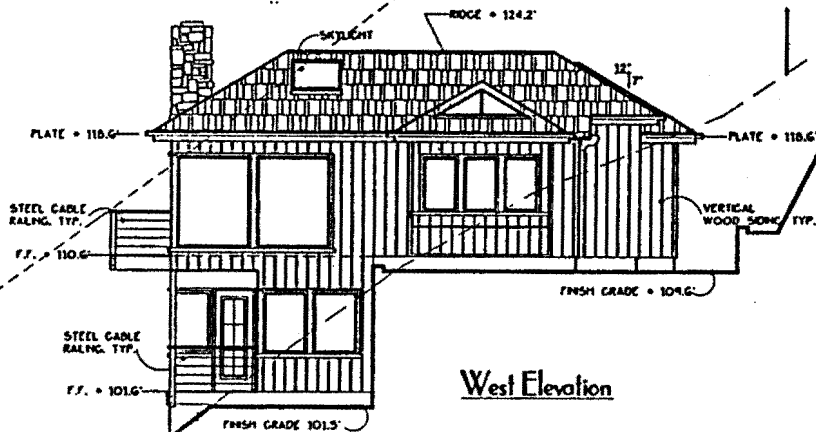 RIDGE = 124.2'
SKYLIGHT
12"
7"
PLATE = 118.6'
PLATE = 118.6'
STEEL CABLE
RAILING, TYP.
VERTICAL
WOOD SIDING, TYP.
F.F. = 110.6'
FINISH GRADE = 109.6'
STEEL CABLE
RAILING, TYP.
F.F. = 101.6'
West Elevation
FINISH GRADE 101.5'